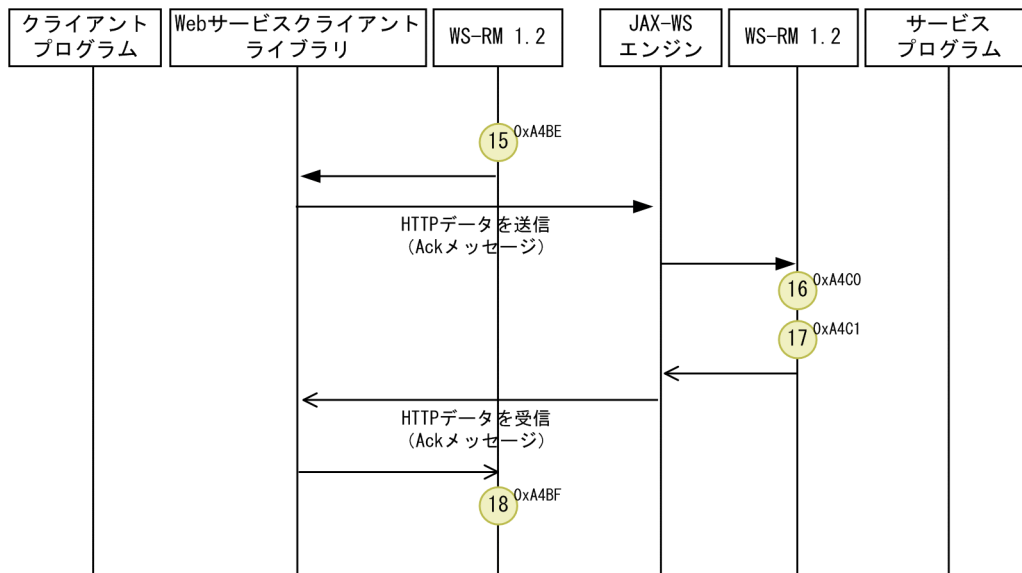 クライアント
プログラム
Webサービスクライアント
ライブラリ
WS-RM 1.2
JAX-WS
エンジン
WS-RM 1.2
サービス
プログラム
15
0xA4BE
HTTPデータを送信
(Ackメッセージ)
16
0xA4C0
17
0xA4C1
HTTPデータを受信
(Ackメッセージ)
18
0xA4BF